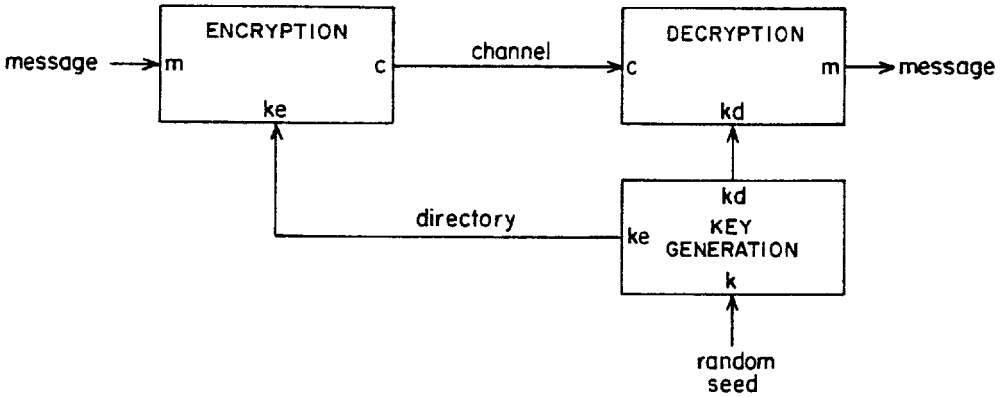 ENCRYPTION
message
m
c
ke
channel
DECRYPTION
c
m
kd
message
directory
kd
ke
KEY
GENERATION
k
random
seed